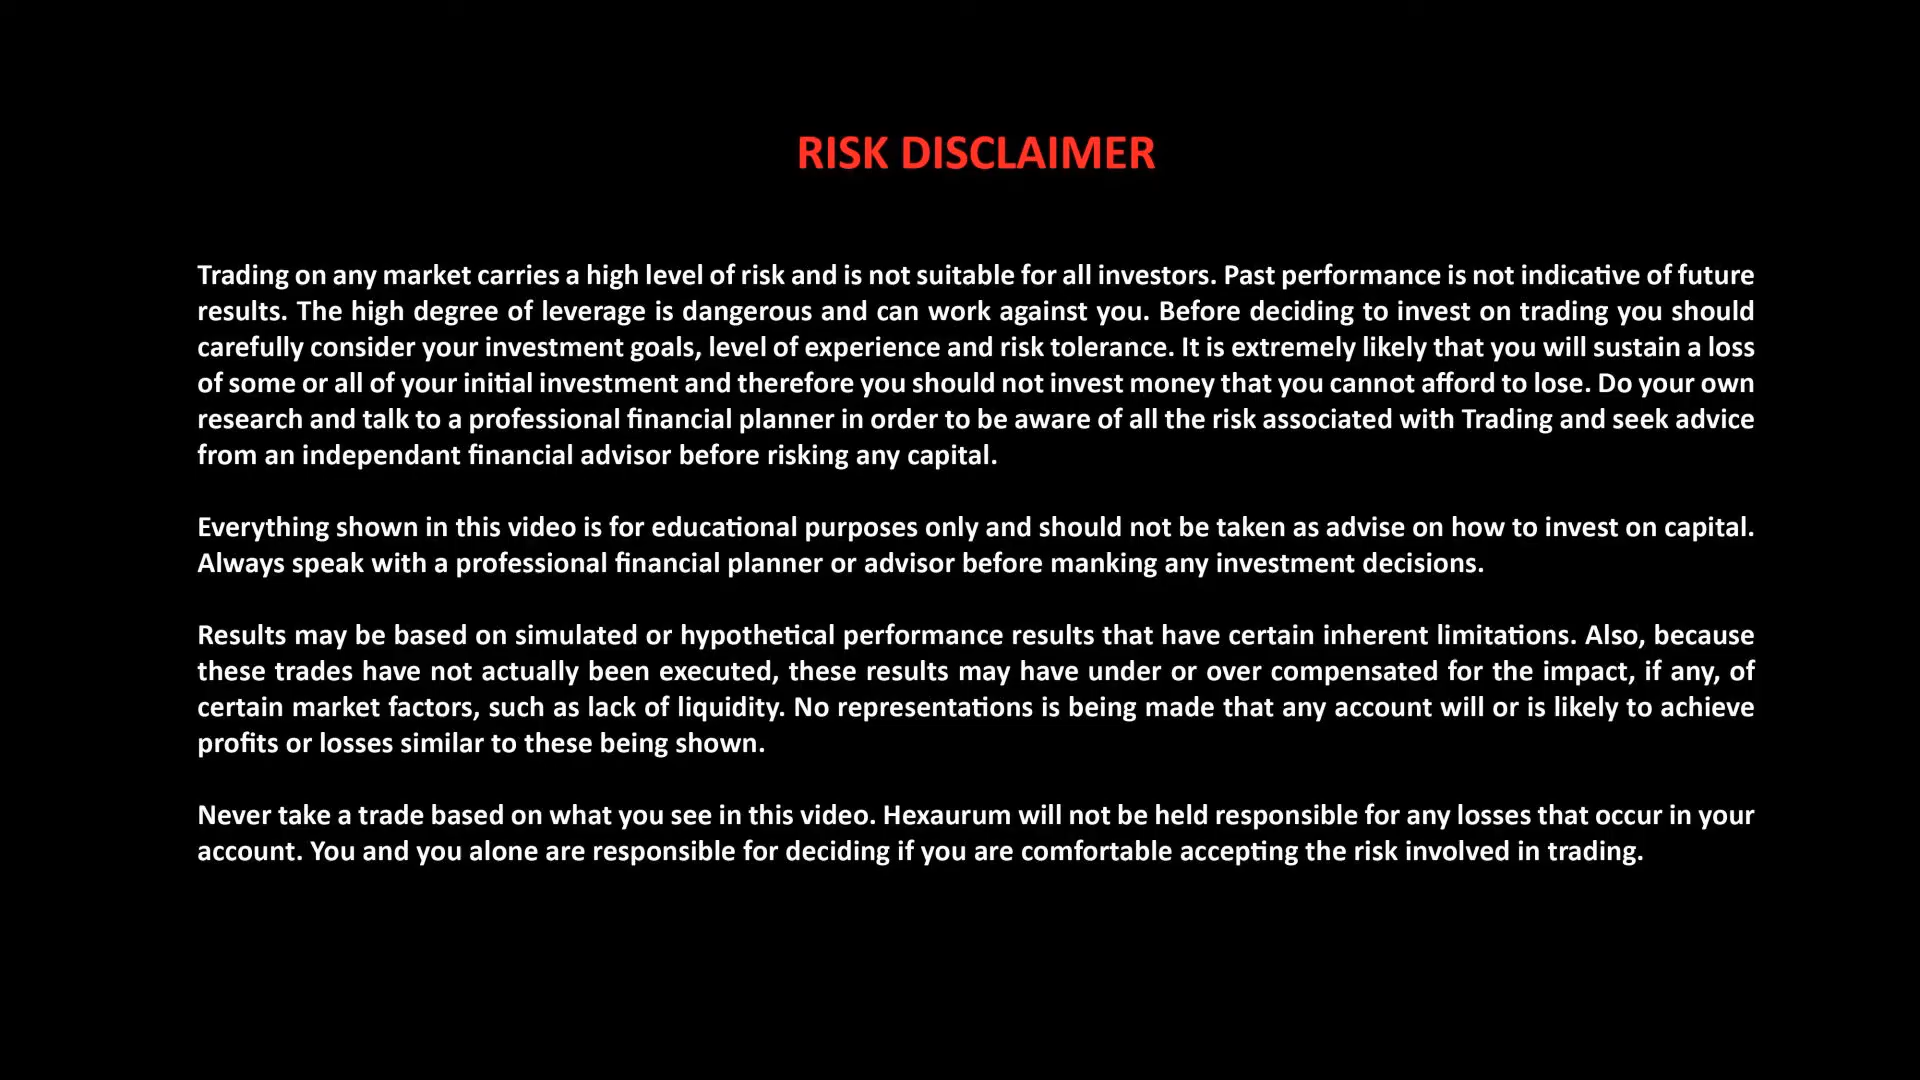 RISK DISCLAIMER
Trading on any market carries a high level of risk and is not suitable for all investors. Past performance is not indicative of future
results. The high degree of leverage is dangerous and can work against you. Before deciding to invest on trading you should
carefully consider your investment goals, level of experience and risk tolerance. It is extremely likely that you will sustain a loss
of some or all of your initial investment and therefore you should not invest money that you cannot afford to lose. Do your own
research and talk to a professional financial planner in order to be aware of all the risk associated with Trading and seek advice
from an independant financial advisor before risking any capital.
Everything shown in this video is for educational purposes only and should not be taken as advise on how to invest on capital.
Always speak with a professional financial planner or advisor before manking any investment decisions.
Results may be based on simulated or hypothetical performance results that have certain inherent limitations. Also, because
these trades have not actually been executed, these results may have under or over compensated for the impact, if any, of
certain market factors, such as lack of liquidity. No representations is being made that any account will or is likely to achieve
profits or losses similar to these being shown.
Never take a trade based on what you see in this video. Hexaurum will not be held responsible for any losses that occur in your
account. You and you alone are responsible for deciding if you are comfortable accepting the risk involved in trading.